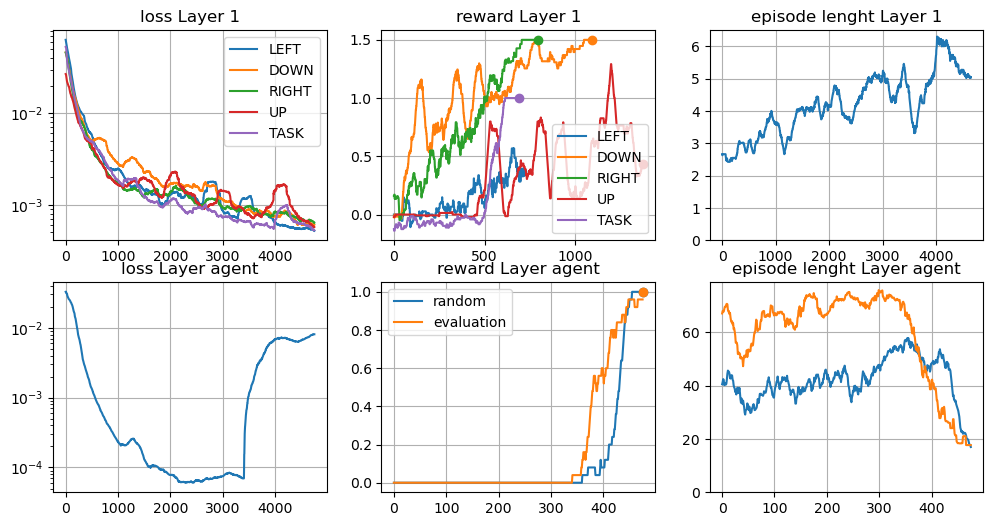 loss Layer 1
reward Layer 1
episode lenght Layer 1
LEFT
DOWN
RIGHT
UP
TASK
10⁻²
10⁻³
0 1000 2000 3000 4000
1.5
1.0
0.5
0.0
LEFT
DOWN
RIGHT
UP
TASK
0 500 1000
6
5
4
3
2
1
0
0 1000 2000 3000 4000
loss Layer agent
reward Layer agent
episode lenght Layer agent
10⁻²
10⁻³
10⁻⁴
0 1000 2000 3000 4000
1.0
0.8
0.6
0.4
0.2
0.0
random
evaluation
0 200 400
60
40
20
0
0 200 400